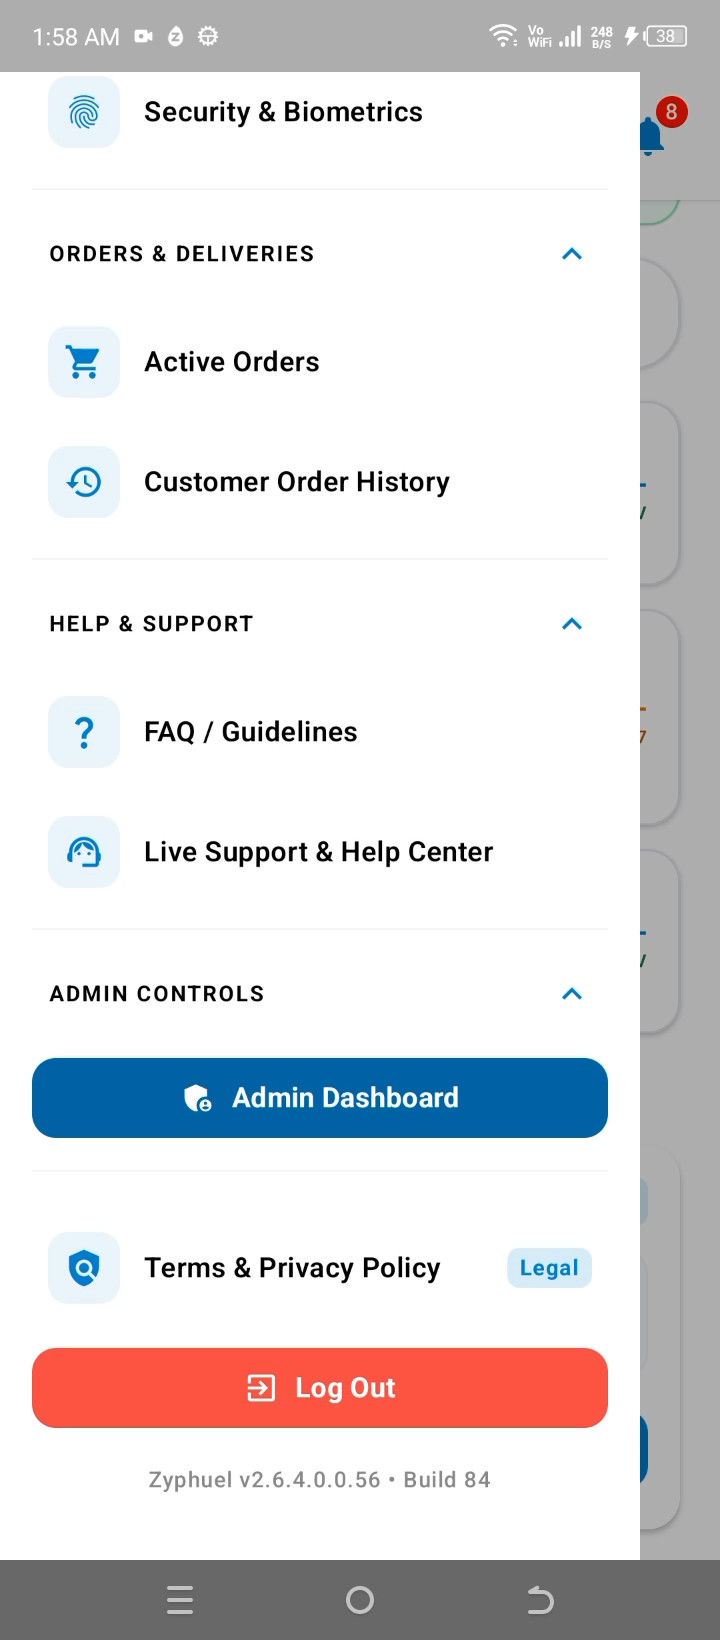 1:58 AM
Vo WiFi
248 B/S
38
8
Security & Biometrics
ORDERS & DELIVERIES
Active Orders
Customer Order History
HELP & SUPPORT
FAQ / Guidelines
Live Support & Help Center
ADMIN CONTROLS
Admin Dashboard
Terms & Privacy Policy
Legal
Log Out
Zyphuel v2.6.4.0.0.56 • Build 84